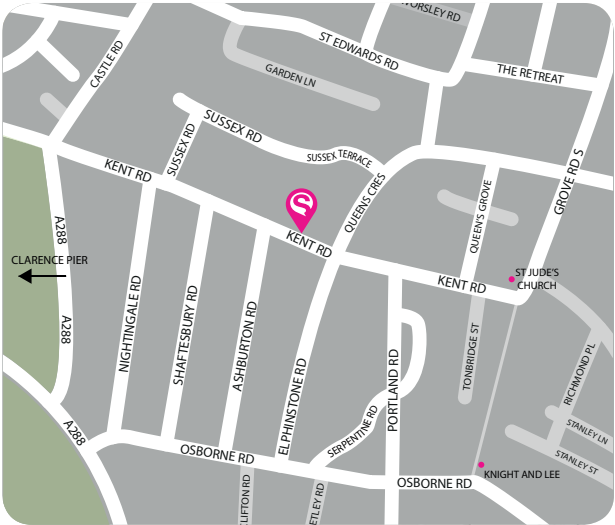 WORSLEY RD
ST EDWARDS RD
CASTLE RD
GARDEN LN
THE RETREAT
SUSSEX RD
SUSSEX RD
SUSSEX TERRACE
KENT RD
QUEENS CRES
QUEEN'S GROVE
GROVE RD S
A288
KENT RD
CLARENCE PIER
KENT RD
ST JUDE'S
CHURCH
NIGHTINGALE RD
SHAFTESBURY RD
ASHBURTON RD
ELPHINSTONE RD
PORTLAND RD
TONBRIDGE ST
RICHMOND PL
A288
A288
SERPENTINE RD
STANLEY LN
STANLEY ST
OSBORNE RD
KNIGHT AND LEE
OSBORNE RD
LIFTON RD
ETLEY RD